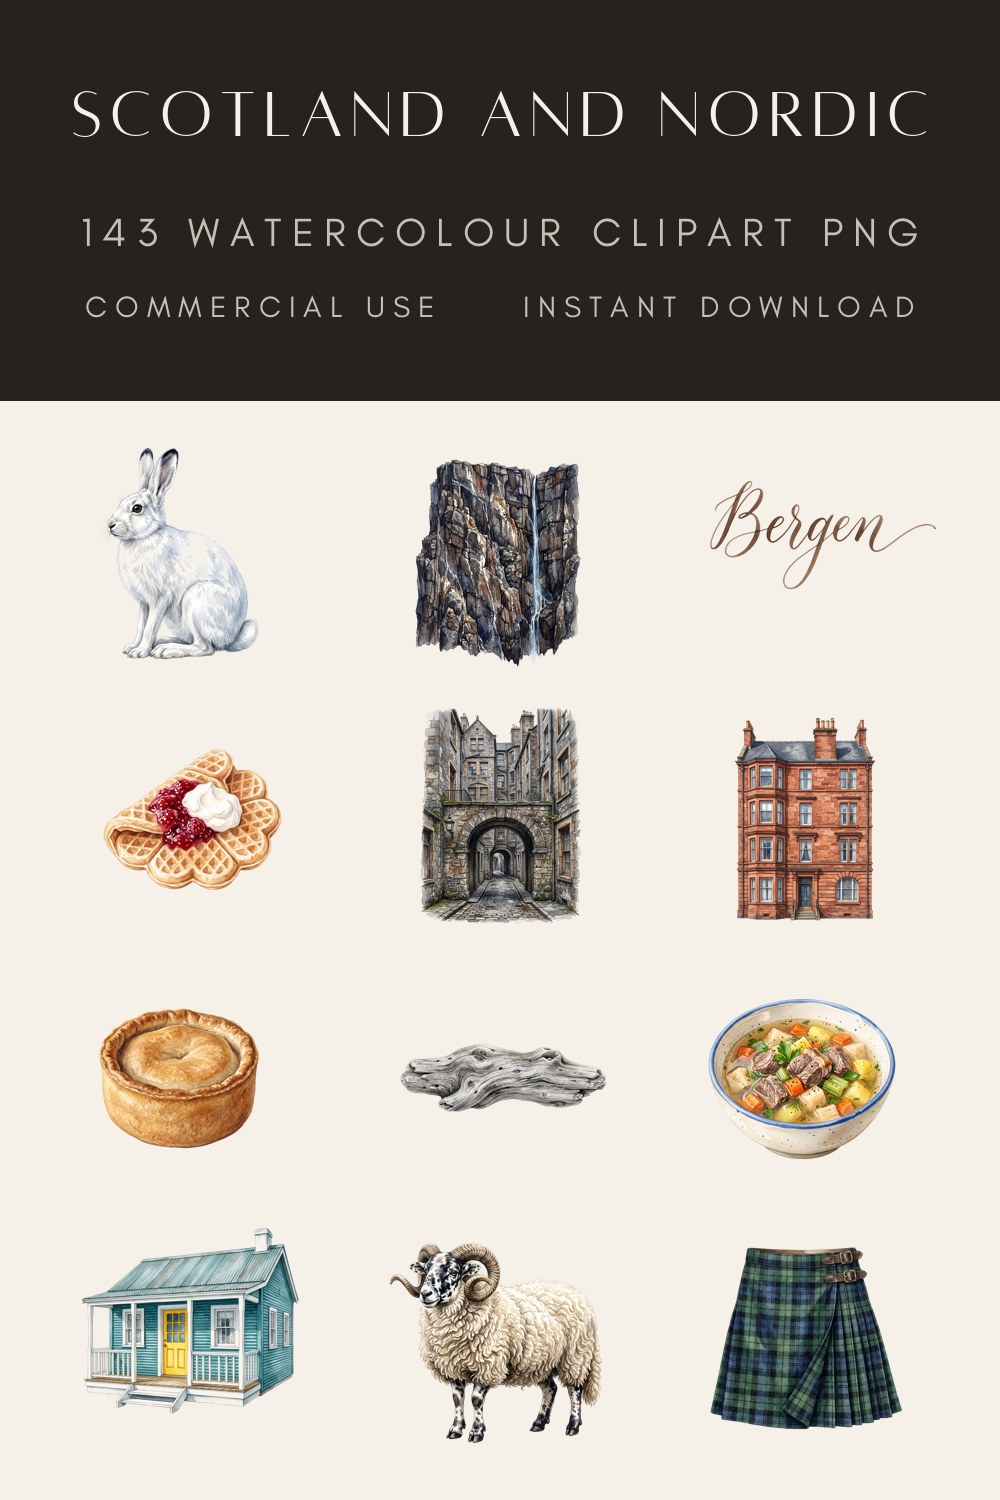 SCOTLAND AND NORDIC
143 WATERCOLOUR CLIPART PNG
COMMERCIAL USE INSTANT DOWNLOAD
Bergen